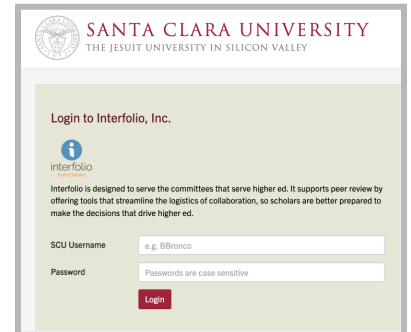 SANTA CLARA UNIVERSITY
THE JESUIT UNIVERSITY IN SILICON VALLEY
Login to Interfolio, Inc.
interfolio
from Elsevier
Interfolio is designed to serve the committees that serve higher ed. It supports peer review by
offering tools that streamline the logistics of collaboration, so scholars are better prepared to
make the decisions that drive higher ed.
SCU Username
e.g. BBronco
Password
Passwords are case sensitive
Login